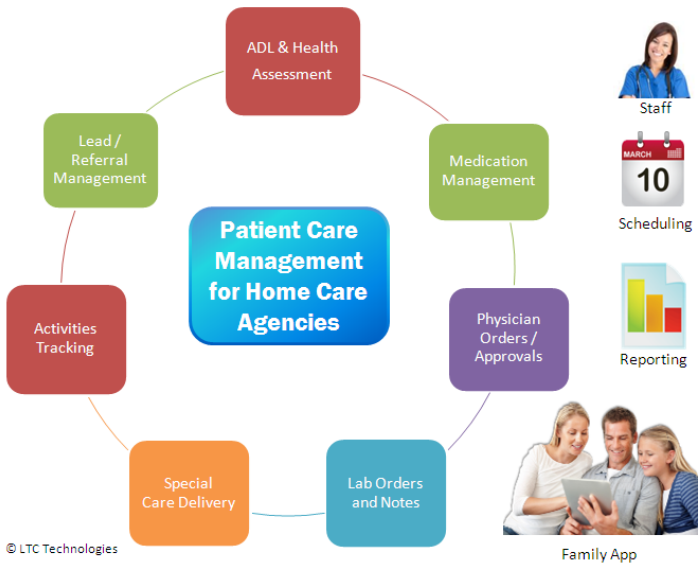 ADL & Health
Assessment
Lead /
Referral
Management
Medication
Management
Patient Care
Management
for Home Care
Agencies
Activities
Tracking
Physician
Orders /
Approvals
Special
Care Delivery
Lab Orders
and Notes
Staff
MARCH
10
Scheduling
Reporting
Family App
© LTC Technologies